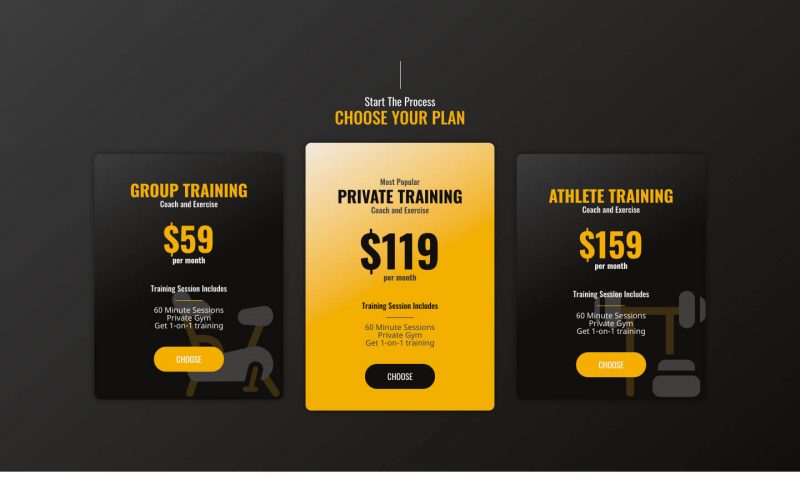 Start The Process
CHOOSE YOUR PLAN
GROUP TRAINING
Coach and Exercise
$59
per month
Training Session Includes
60 Minute Sessions
Private Gym
Get 1-on-1 training
CHOOSE
Most Popular
PRIVATE TRAINING
Coach and Exercise
$119
per month
Training Session Includes
60 Minute Sessions
Private Gym
Get 1-on-1 training
CHOOSE
ATHLETE TRAINING
Coach and Exercise
$159
per month
Training Session Includes
60 Minute Sessions
Private Gym
Get 1-on-1 training
CHOOSE